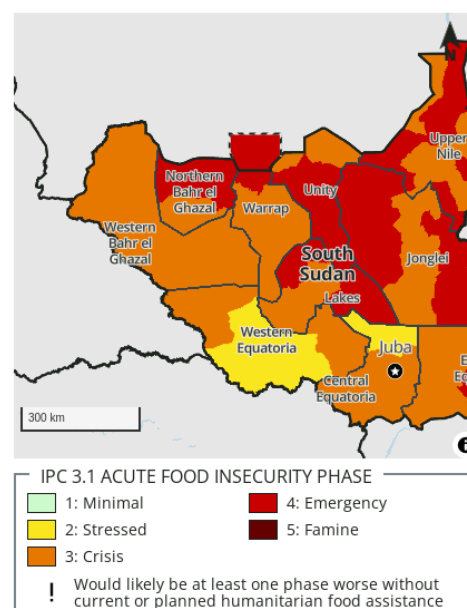 N
Upper
Nile
Northern
Bahr el
Ghazal
Unity
Warrap
Western
Bahr el
Ghazal
South
Sudan
Jonglei
Lakes
Western
Equatoria
Juba
E
Eq
Central
Equatoria
300 km
i
IPC 3.1 ACUTE FOOD INSECURITY PHASE
1: Minimal
4: Emergency
2: Stressed
5: Famine
3: Crisis
! Would likely be at least one phase worse without
current or planned humanitarian food assistance